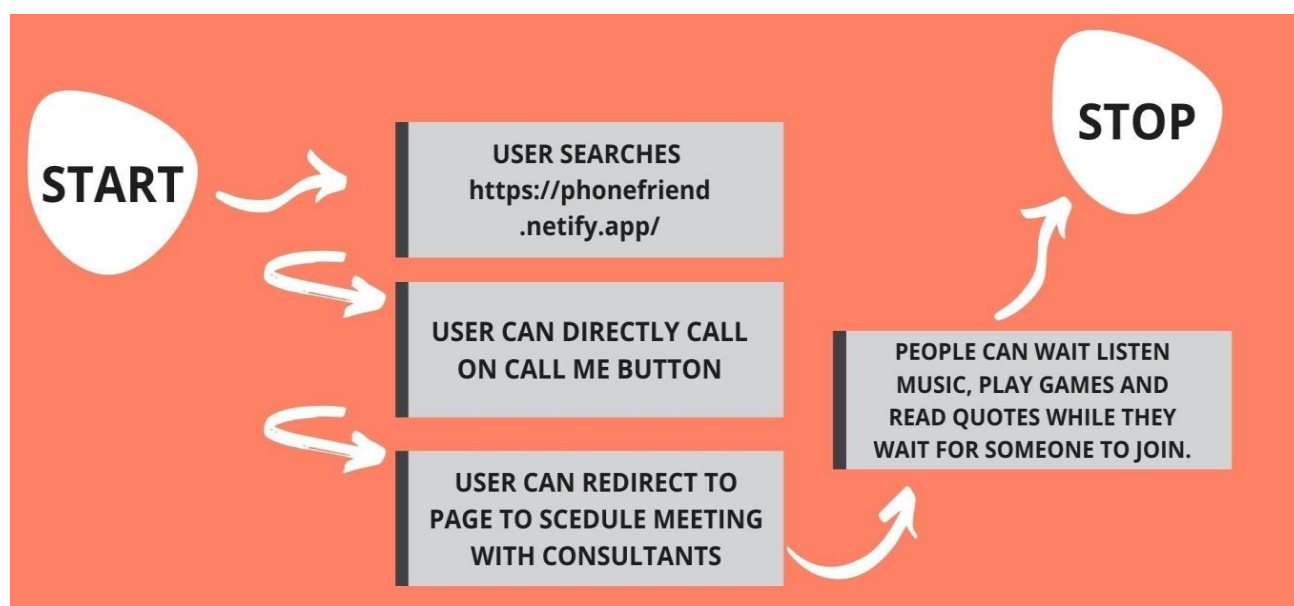 START
USER SEARCHES
https://phonefriend
.netify.app/
USER CAN DIRECTLY CALL
ON CALL ME BUTTON
USER CAN REDIRECT TO
PAGE TO SCEDULE MEETING
WITH CONSULTANTS
PEOPLE CAN WAIT LISTEN
MUSIC, PLAY GAMES AND
READ QUOTES WHILE THEY
WAIT FOR SOMEONE TO JOIN.
STOP